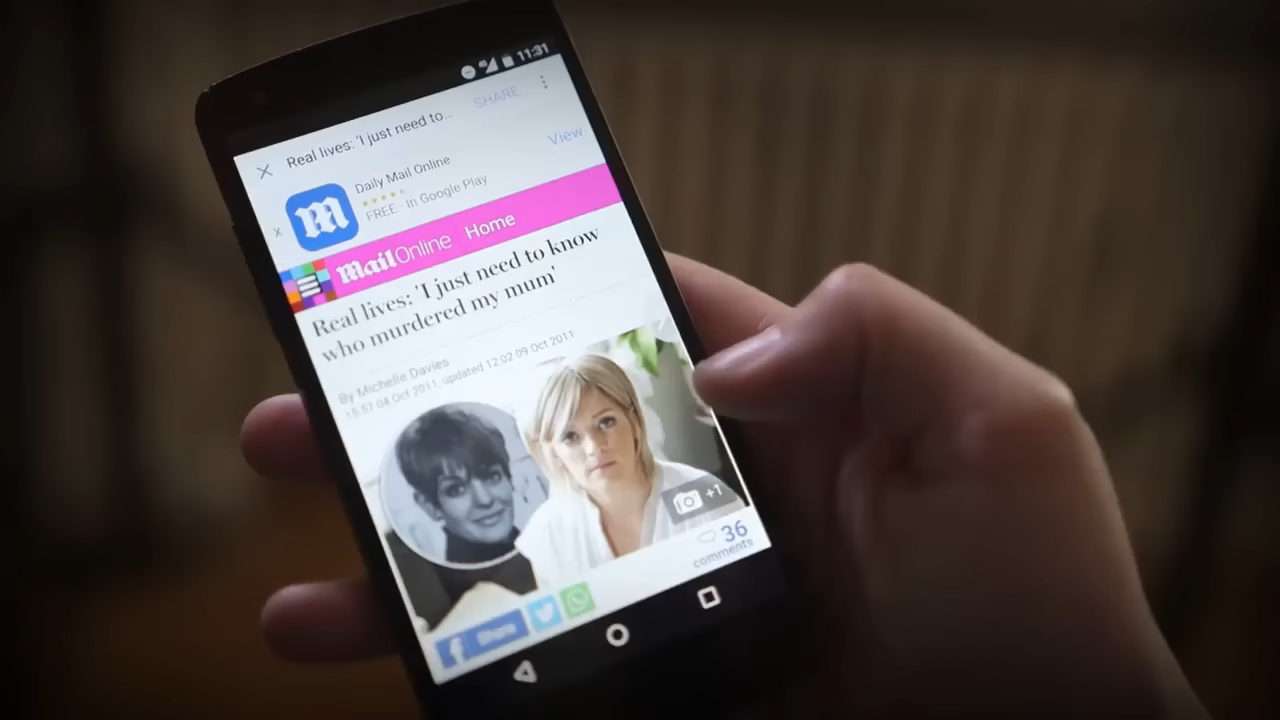 11:31
Real lives: 'I just need to...
SHARE
Daily Mail Online
View
FREE - In Google Play
x
m
MailOnline Home
Real lives: 'I just need to know
who murdered my mum'
By Michelle Davies
15:57 04 Oct 2011, updated 12:02 09 Oct 2011
+1
36
comments
f Share